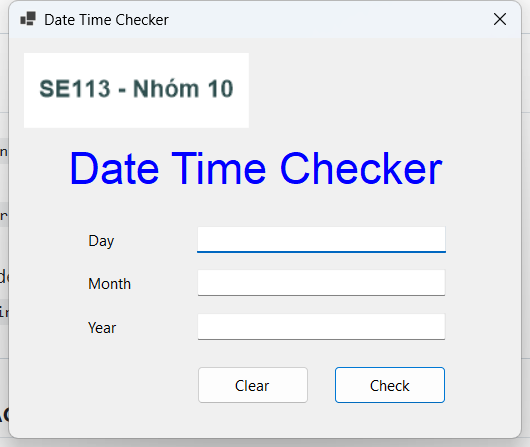 Date Time Checker
SE113 - Nhóm 10
Date Time Checker
Day
Month
Year
Clear
Check